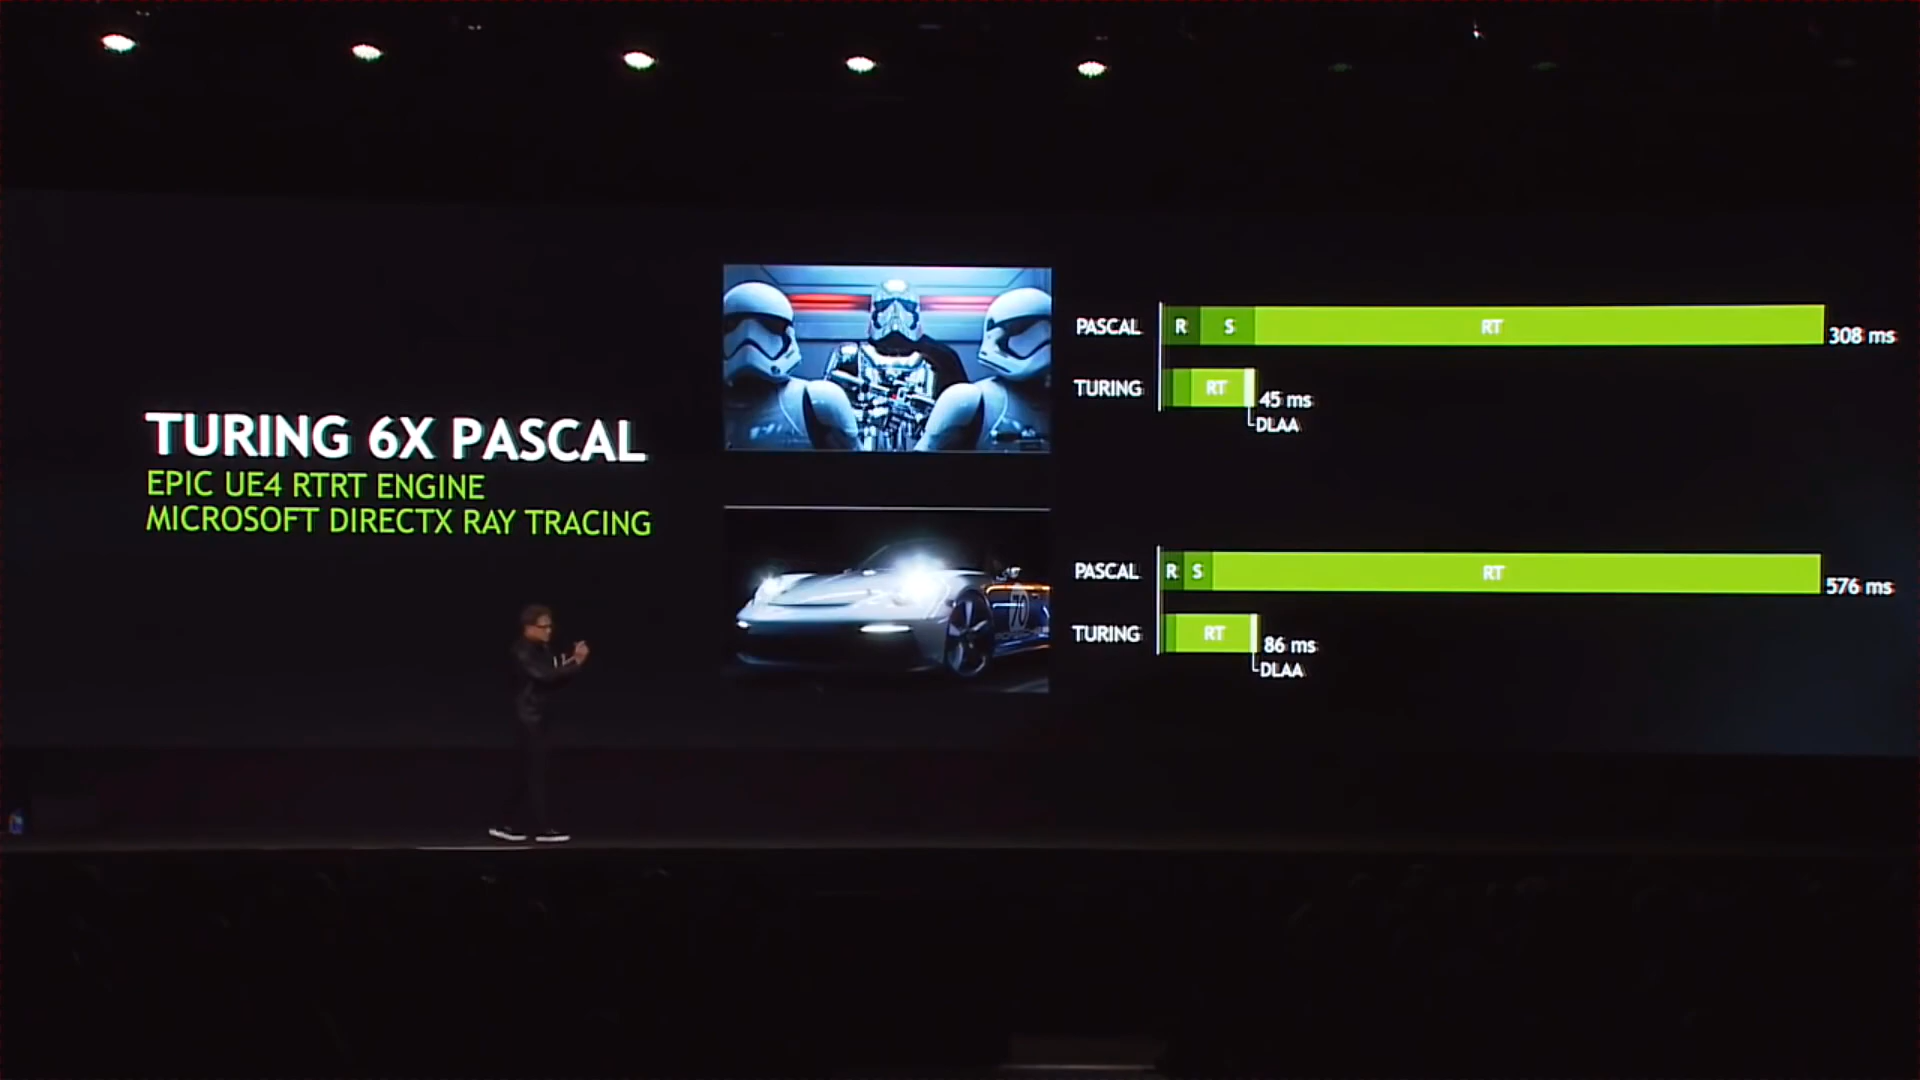 TURING 6X PASCAL
EPIC UE4 RTRT ENGINE
MICROSOFT DIRECTX RAY TRACING
PASCAL R S RT 308 ms
TURING RT 45 ms
DLAA
70
PASCAL R S RT 576 ms
TURING RT 86 ms
DLAA